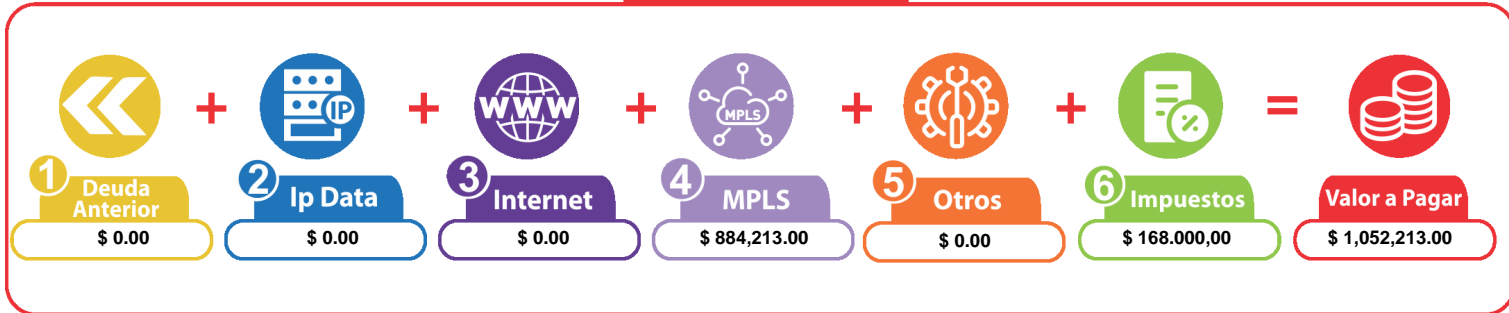 + IP + WWW + MPLS + + % =
1 Deuda Anterior
2 Ip Data
3 Internet
4 MPLS
5 Otros
6 Impuestos
Valor a Pagar
$ 0.00
$ 0.00
$ 0.00
$ 884,213.00
$ 0.00
$ 168.000,00
$ 1,052,213.00